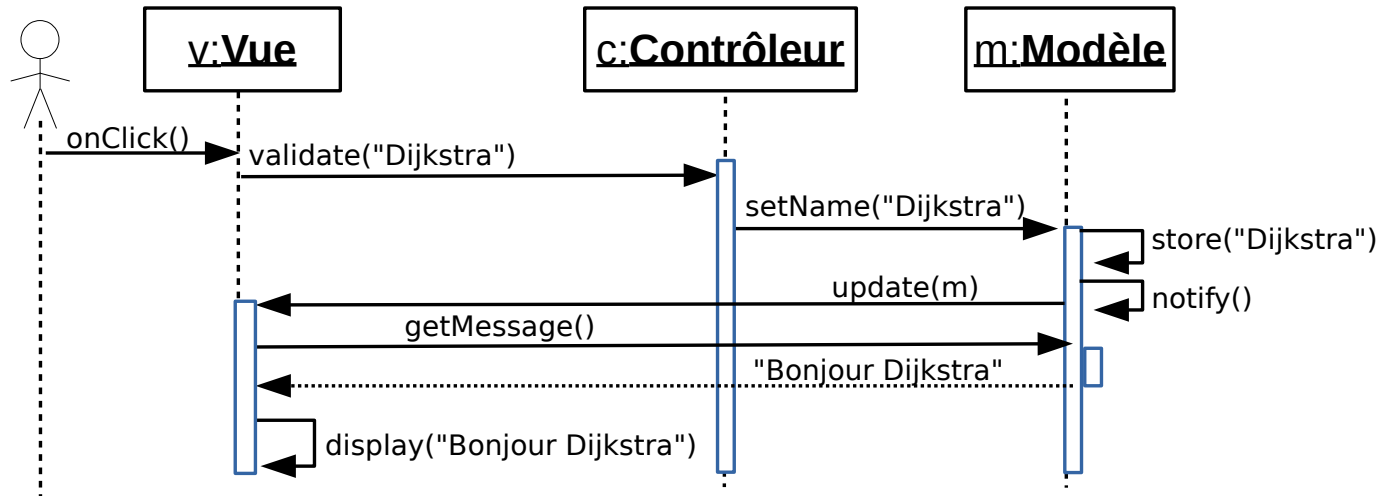 v:Vue
c:Contrôleur
m:Modèle
onClick()
validate("Dijkstra")
setName("Dijkstra")
store("Dijkstra")
update(m)
notify()
getMessage()
"Bonjour Dijkstra"
display("Bonjour Dijkstra")